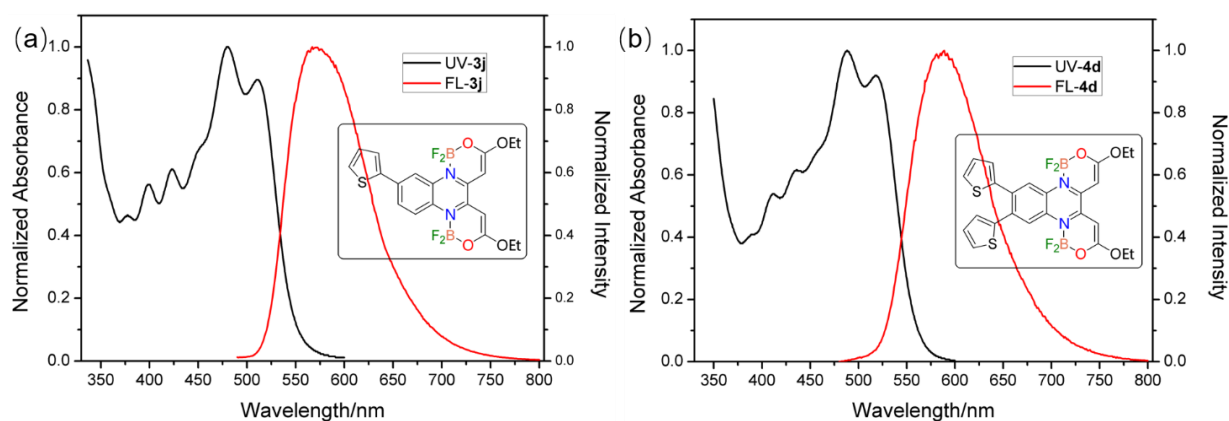 (a)
Normalized Absorbance
1.0
0.8
0.6
0.4
0.2
0.0
350 400 450 500 550 600 650 700 750 800
Wavelength/nm
1.0
0.8
0.6
0.4
0.2
0.0
Normalized Intensity
UV-3j
FL-3j
F₂B
O
OEt
S
N
N
F₂B
O
OEt
(b)
Normalized Absorbance
1.0
0.8
0.6
0.4
0.2
0.0
350 400 450 500 550 600 650 700 750 800
Wavelength/nm
1.0
0.8
0.6
0.4
0.2
0.0
Normalized Intensity
UV-4d
FL-4d
F₂B
O
OEt
S
N
S
N
F₂B
O
OEt